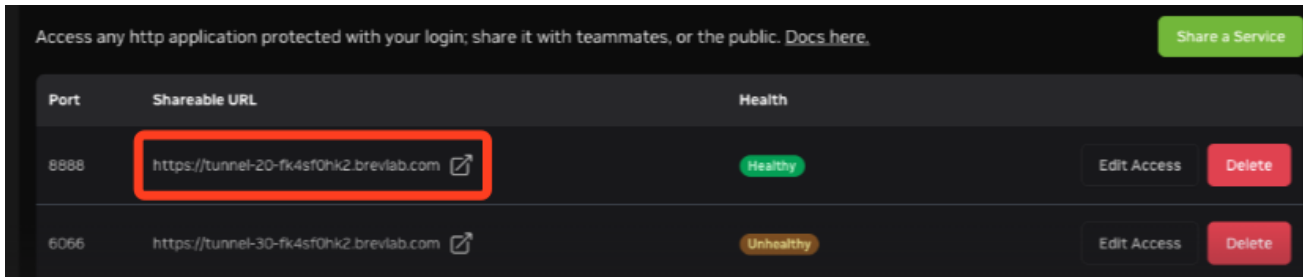 Access any http application protected with your login; share it with teammates, or the public. Docs here. Share a Service
Port Shareable URL Health
8888 https://tunnel-20-fk4sf0hk2.brevlab.com Healthy Edit Access Delete
6066 https://tunnel-30-fk4sf0hk2.brevlab.com Unhealthy Edit Access Delete